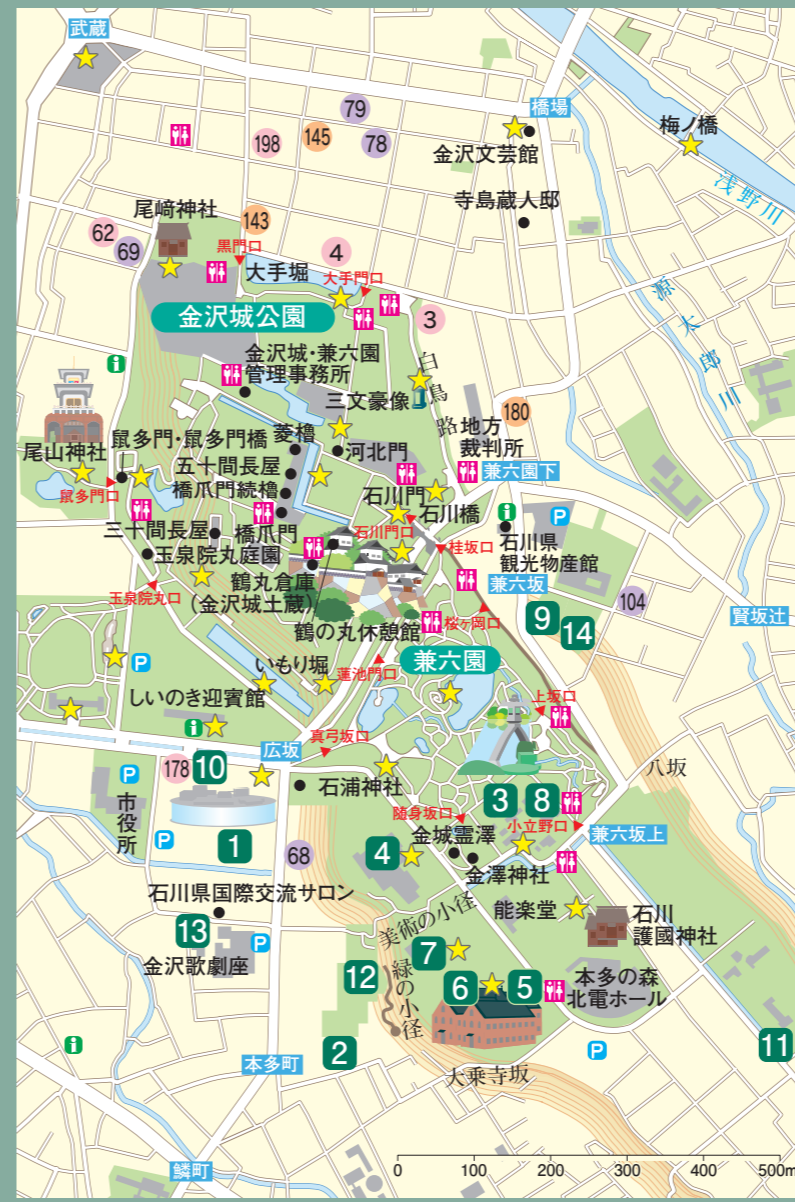 武蔵
79
橋場
198
145
78
金沢文芸館
梅ノ橋
浅野川
寺島蔵人邸
尾﨑神社
62
69
143
黒門口
大手堀
4
大手門口
源太郎川
金沢城公園
3
金沢城・兼六園
管理事務所
白鳥路
三文豪像
180
地方
裁判所
菱櫓
河北門
尾山神社
鼠多門・鼠多門橋
五十間長屋
兼六園下
鼠多門口
橋爪門続櫓
石川門
石川橋
P
三十間長屋
橋爪門
石川門口
石川県
観光物産館
玉泉院丸庭園
桂坂口
兼六坂
玉泉院丸口
鶴丸倉庫
(金沢城土蔵)
104
賢坂辻
鶴の丸休憩館
桜ヶ岡口
9
14
P
いもり堀
蓮池門口
兼六園
しいのき迎賓館
上坂口
真弓坂口
広坂
八坂
178
10
P
市役所
石浦神社
3
8
随身坂口
小立野口
兼六坂上
P
1
68
4
金城霊澤
金澤神社
石川県国際交流サロン
能楽堂
石川
護國神社
13
P
金沢歌劇座
美術の小径
7
12
緑の小径
6
5
本多の森
北電ホール
2
P
11
本多町
大乗寺坂
鱗町
0
100
200
300
400
500m